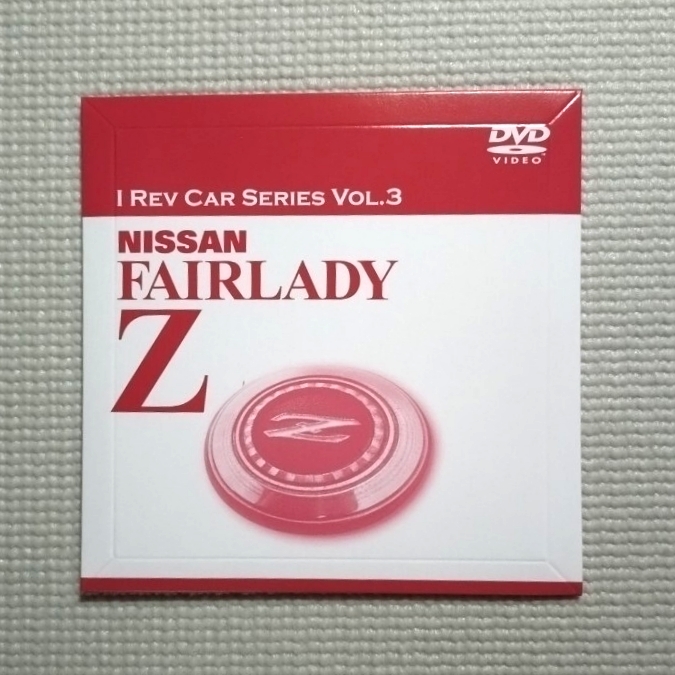 DVD
VIDEO
I REV CAR SERIES VOL.3
NISSAN
FAIRLADY
Z
Z